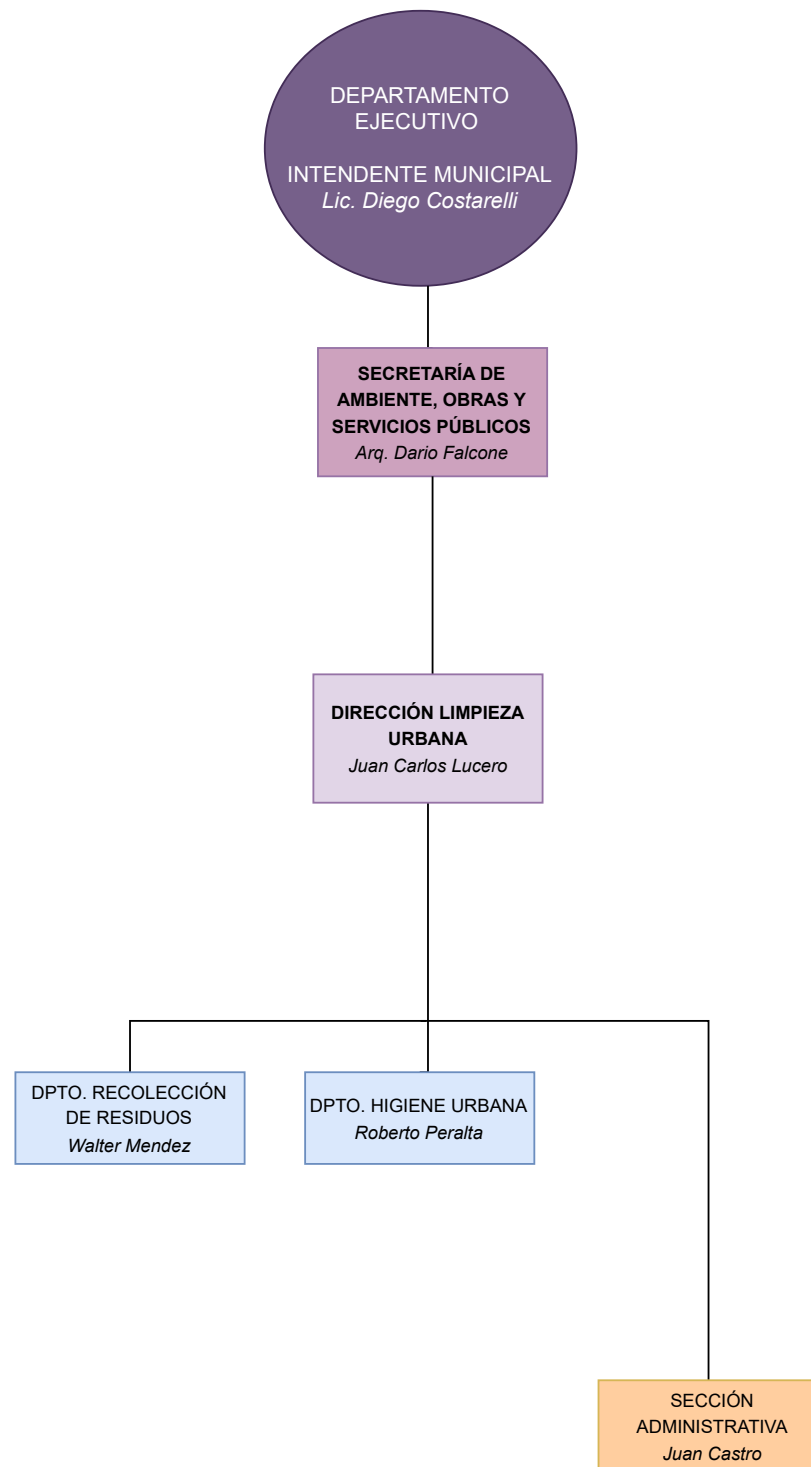 DEPARTAMENTO
EJECUTIVO
INTENDENTE MUNICIPAL
Lic. Diego Costarelli
SECRETARÍA DE
AMBIENTE, OBRAS Y
SERVICIOS PÚBLICOS
Arq. Dario Falcone
DIRECCIÓN LIMPIEZA
URBANA
Juan Carlos Lucero
DPTO. RECOLECCIÓN
DE RESIDUOS
Walter Mendez
DPTO. HIGIENE URBANA
Roberto Peralta
SECCIÓN
ADMINISTRATIVA
Juan Castro